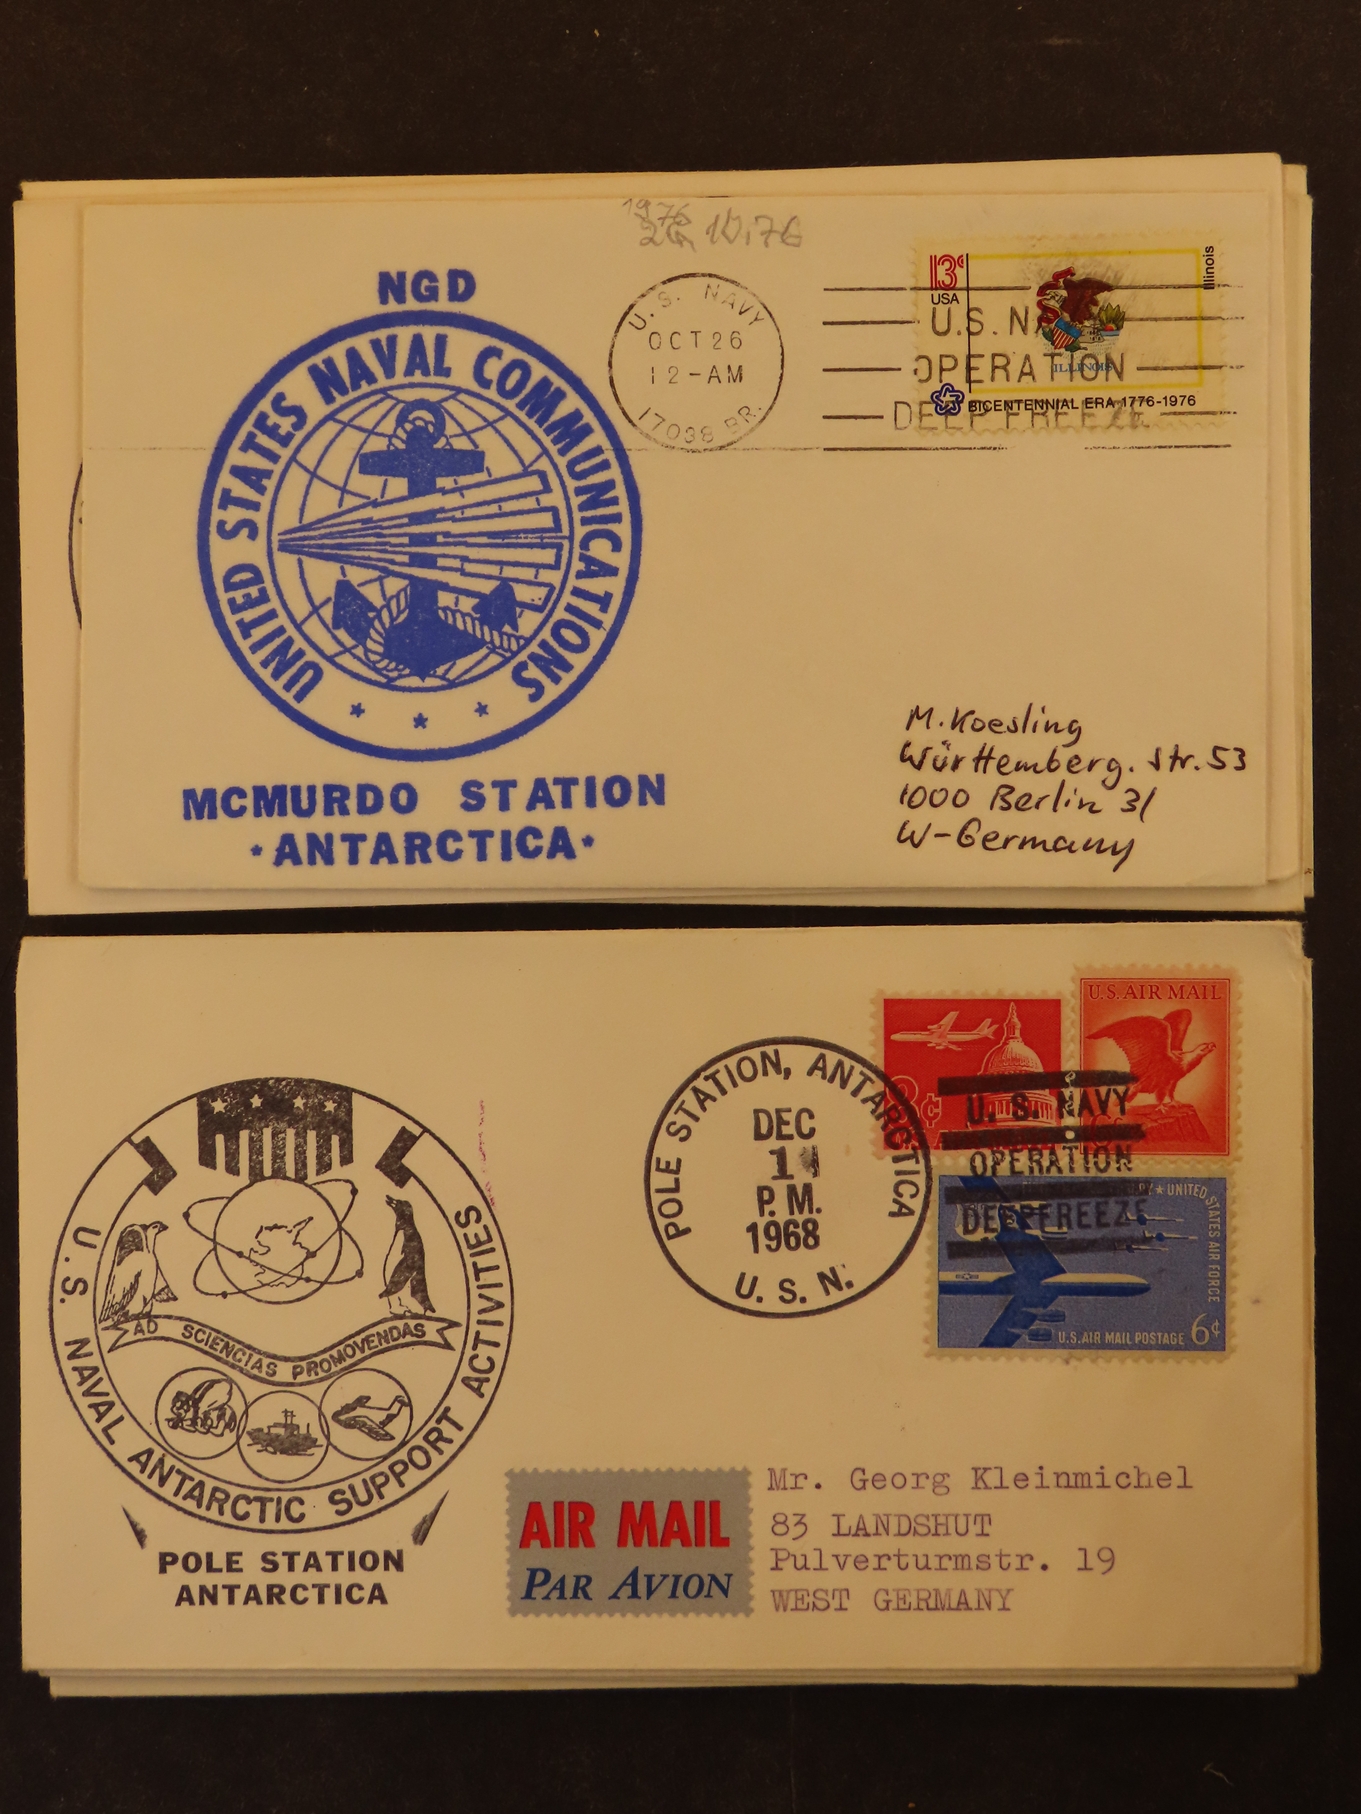 1976
NGD
UNITED STATES NAVAL COMMUNICATIONS
MCMURDO STATION
ANTARCTICA
U.S. NAVY
OCT 26
12-AM
17038 BR.
13c
USA
Illinois
ILLINOIS
BICENTENNIAL ERA 1776-1976
U.S. NA
OPERATION
DEEP FREEZE
M. Koesling
Württemberg. Str. 53
1000 Berlin 31
W-Germany
U.S. NAVAL ANTARCTIC SUPPORT ACTIVITIES
AD SCIENCIAS PROMOVENDAS
POLE STATION
ANTARCTICA
POLE STATION, ANTARCTICA
DEC
P.M.
1968
U. S. N.
8¢
U.S. AIR MAIL
U. S. NAVY
OPERATION
DEEPFREEZE
★ UNITED STATES AIR FORCE
U.S. AIR MAIL POSTAGE 6¢
AIR MAIL
PAR AVION
Mr. Georg Kleinmichel
83 LANDSHUT
Pulverturmstr. 19
WEST GERMANY